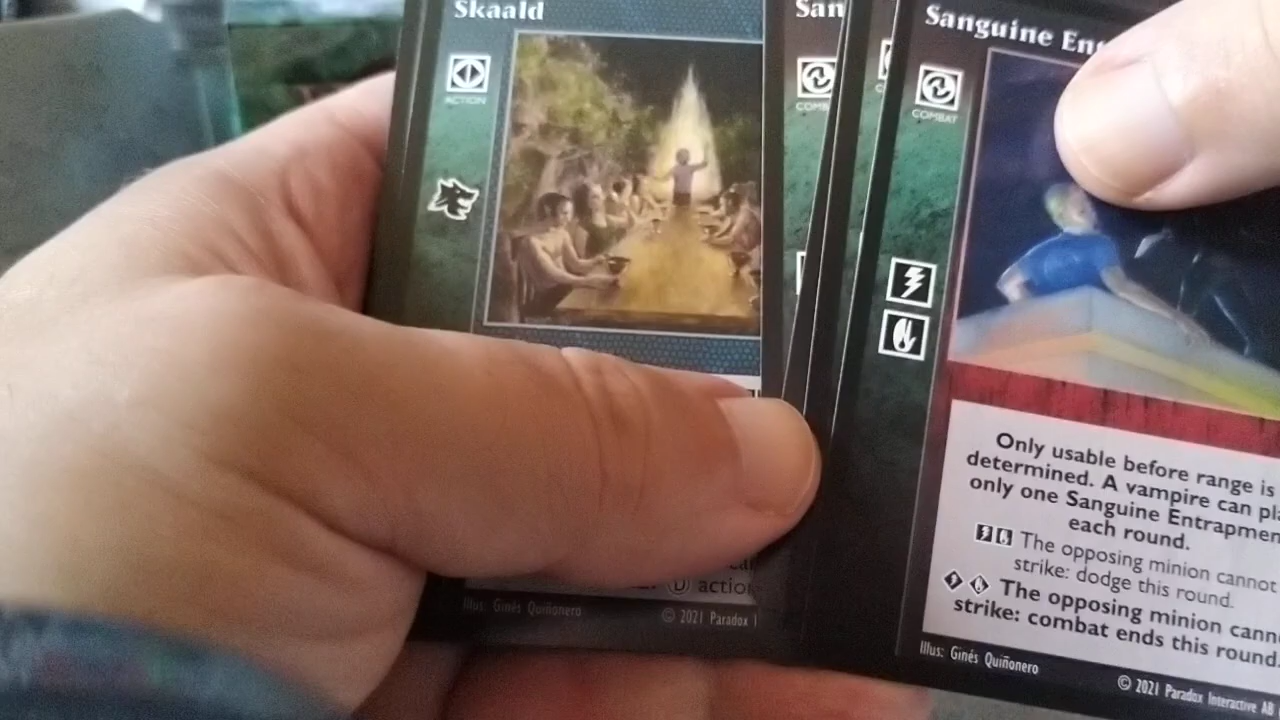 Skaald
ACTION
D action
Illus: Ginés Quiñonero
© 2021 Paradox
San
COMB
Sanguine Ent
COMBAT
Only usable before range is
determined. A vampire can pla
only one Sanguine Entrapmen
each round.
The opposing minion cannot
strike: dodge this round.
The opposing minion cann
strike: combat ends this round.
Illus: Ginés Quiñonero
© 2021 Paradox Interactive AB